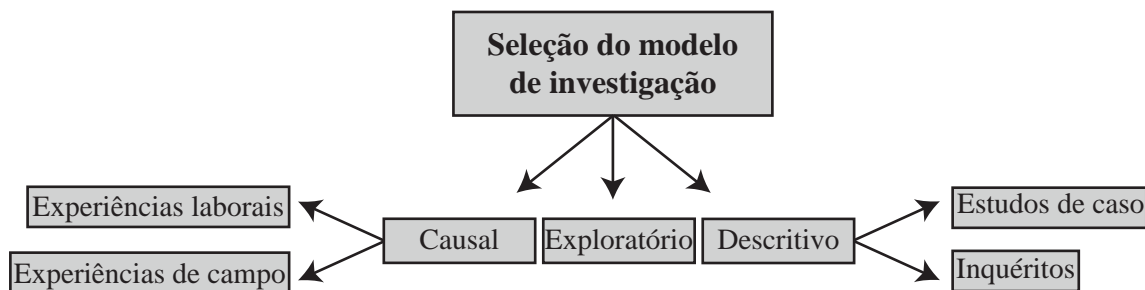 Seleção do modelo
de investigação
Experiências laborais
Experiências de campo
Causal
Exploratório
Descritivo
Estudos de caso
Inquéritos